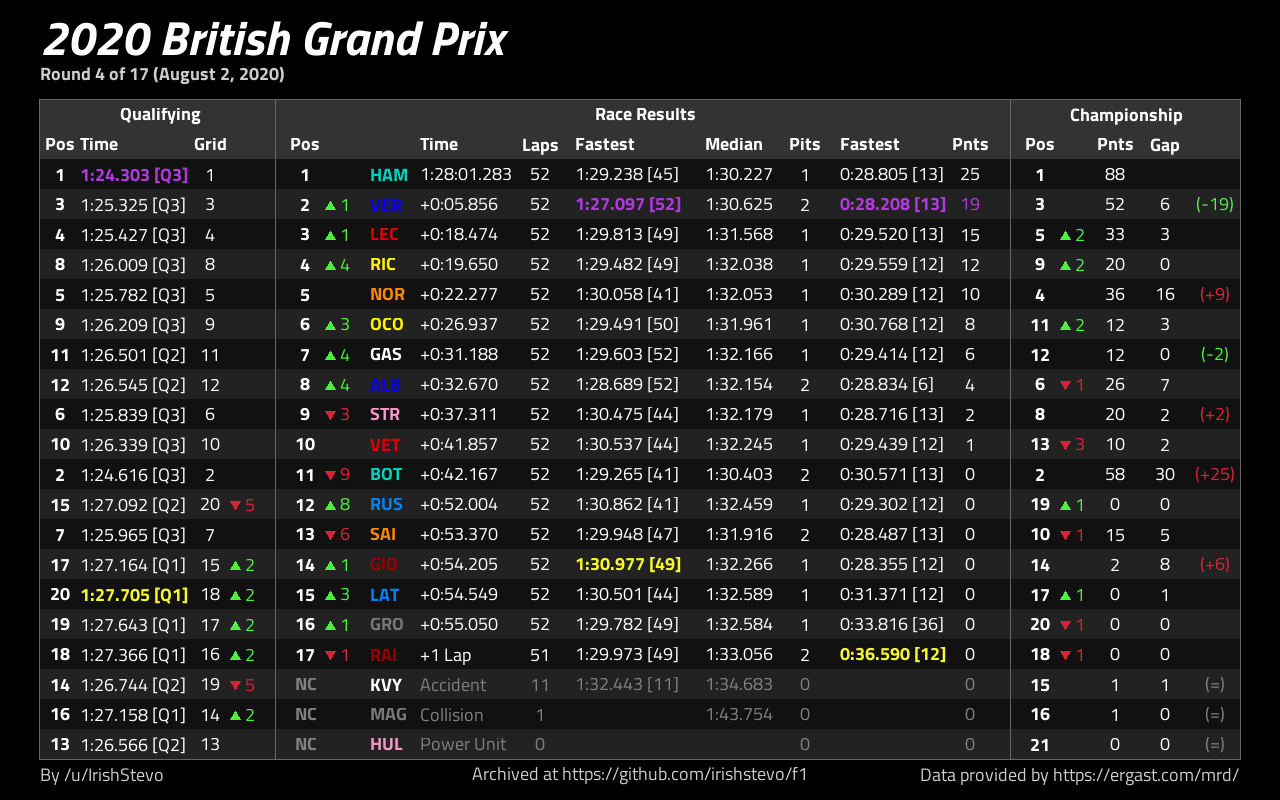 2020 British Grand Prix
Round 4 of 17 (August 2, 2020)
Qualifying Race Results Championship
Pos Time Grid Pos Time Laps Fastest Median Pits Fastest Pnts Pos Pnts Gap
1 1:24.303 [Q3] 1 1 HAM 1:28:01.283 52 1:29.238 [45] 1:30.227 1 0:28.805 [13] 25 1 88
3 1:25.325 [Q3] 3 2 ▲1 VER +0:05.856 52 1:27.097 [52] 1:30.625 2 0:28.208 [13] 19 3 52 6 (-19)
4 1:25.427 [Q3] 4 3 ▲1 LEC +0:18.474 52 1:29.813 [49] 1:31.568 1 0:29.520 [13] 15 5 ▲2 33 3
8 1:26.009 [Q3] 8 4 ▲4 RIC +0:19.650 52 1:29.482 [49] 1:32.038 1 0:29.559 [12] 12 9 ▲2 20 0
5 1:25.782 [Q3] 5 5 NOR +0:22.277 52 1:30.058 [41] 1:32.053 1 0:30.289 [12] 10 4 36 16 (+9)
9 1:26.209 [Q3] 9 6 ▲3 OCO +0:26.937 52 1:29.491 [50] 1:31.961 1 0:30.768 [12] 8 11 ▲2 12 3
11 1:26.501 [Q2] 11 7 ▲4 GAS +0:31.188 52 1:29.603 [52] 1:32.166 1 0:29.414 [12] 6 12 12 0 (-2)
12 1:26.545 [Q2] 12 8 ▲4 ALB +0:32.670 52 1:28.689 [52] 1:32.154 2 0:28.834 [6] 4 6 ▼1 26 7
6 1:25.839 [Q3] 6 9 ▼3 STR +0:37.311 52 1:30.475 [44] 1:32.179 1 0:28.716 [13] 2 8 20 2 (+2)
10 1:26.339 [Q3] 10 10 VET +0:41.857 52 1:30.537 [44] 1:32.245 1 0:29.439 [12] 1 13 ▼3 10 2
2 1:24.616 [Q3] 2 11 ▼9 BOT +0:42.167 52 1:29.265 [41] 1:30.403 2 0:30.571 [13] 0 2 58 30 (+25)
15 1:27.092 [Q2] 20 ▼5 12 ▲8 RUS +0:52.004 52 1:30.862 [41] 1:32.459 1 0:29.302 [12] 0 19 ▲1 0 0
7 1:25.965 [Q3] 7 13 ▼6 SAI +0:53.370 52 1:29.948 [47] 1:31.916 2 0:28.487 [13] 0 10 ▼1 15 5
17 1:27.164 [Q1] 15 ▲2 14 ▲1 GIO +0:54.205 52 1:30.977 [49] 1:32.266 1 0:28.355 [12] 0 14 2 8 (+6)
20 1:27.705 [Q1] 18 ▲2 15 ▲3 LAT +0:54.549 52 1:30.501 [44] 1:32.589 1 0:31.371 [12] 0 17 ▲1 0 1
19 1:27.643 [Q1] 17 ▲2 16 ▲1 GRO +0:55.050 52 1:29.782 [49] 1:32.584 1 0:33.816 [36] 0 20 ▼1 0 0
18 1:27.366 [Q1] 16 ▲2 17 ▼1 RAI +1 Lap 51 1:29.973 [49] 1:33.056 2 0:36.590 [12] 0 18 ▼1 0 0
14 1:26.744 [Q2] 19 ▼5 NC KVY Accident 11 1:32.443 [11] 1:34.683 0 0 15 1 1 (=)
16 1:27.158 [Q1] 14 ▲2 NC MAG Collision 1 1:43.754 0 0 16 1 0 (=)
13 1:26.566 [Q2] 13 NC HUL Power Unit 0 0 0 21 0 0 (=)
By /u/IrishStevo Archived at https://github.com/irishstevo/f1 Data provided by https://ergast.com/mrd/